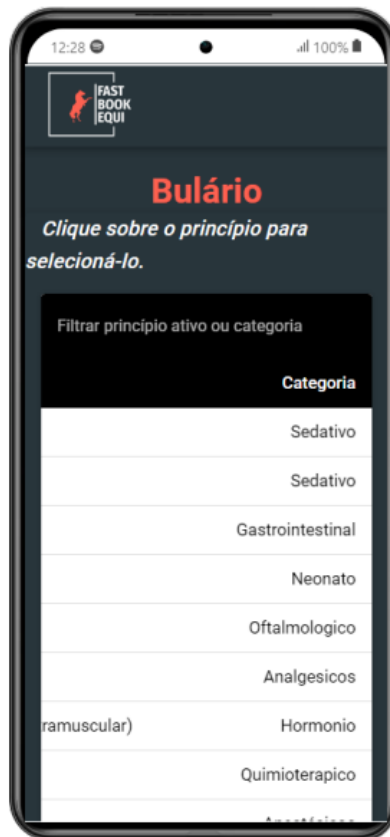 12:28
100%
FAST
BOOK
EQUI
Bulário
Clique sobre o princípio para
selecioná-lo.
Filtrar princípio ativo ou categoria
Categoria
Sedativo
Sedativo
Gastrointestinal
Neonato
Oftalmologico
Analgesicos
ramuscular) Hormonio
Quimioterapico